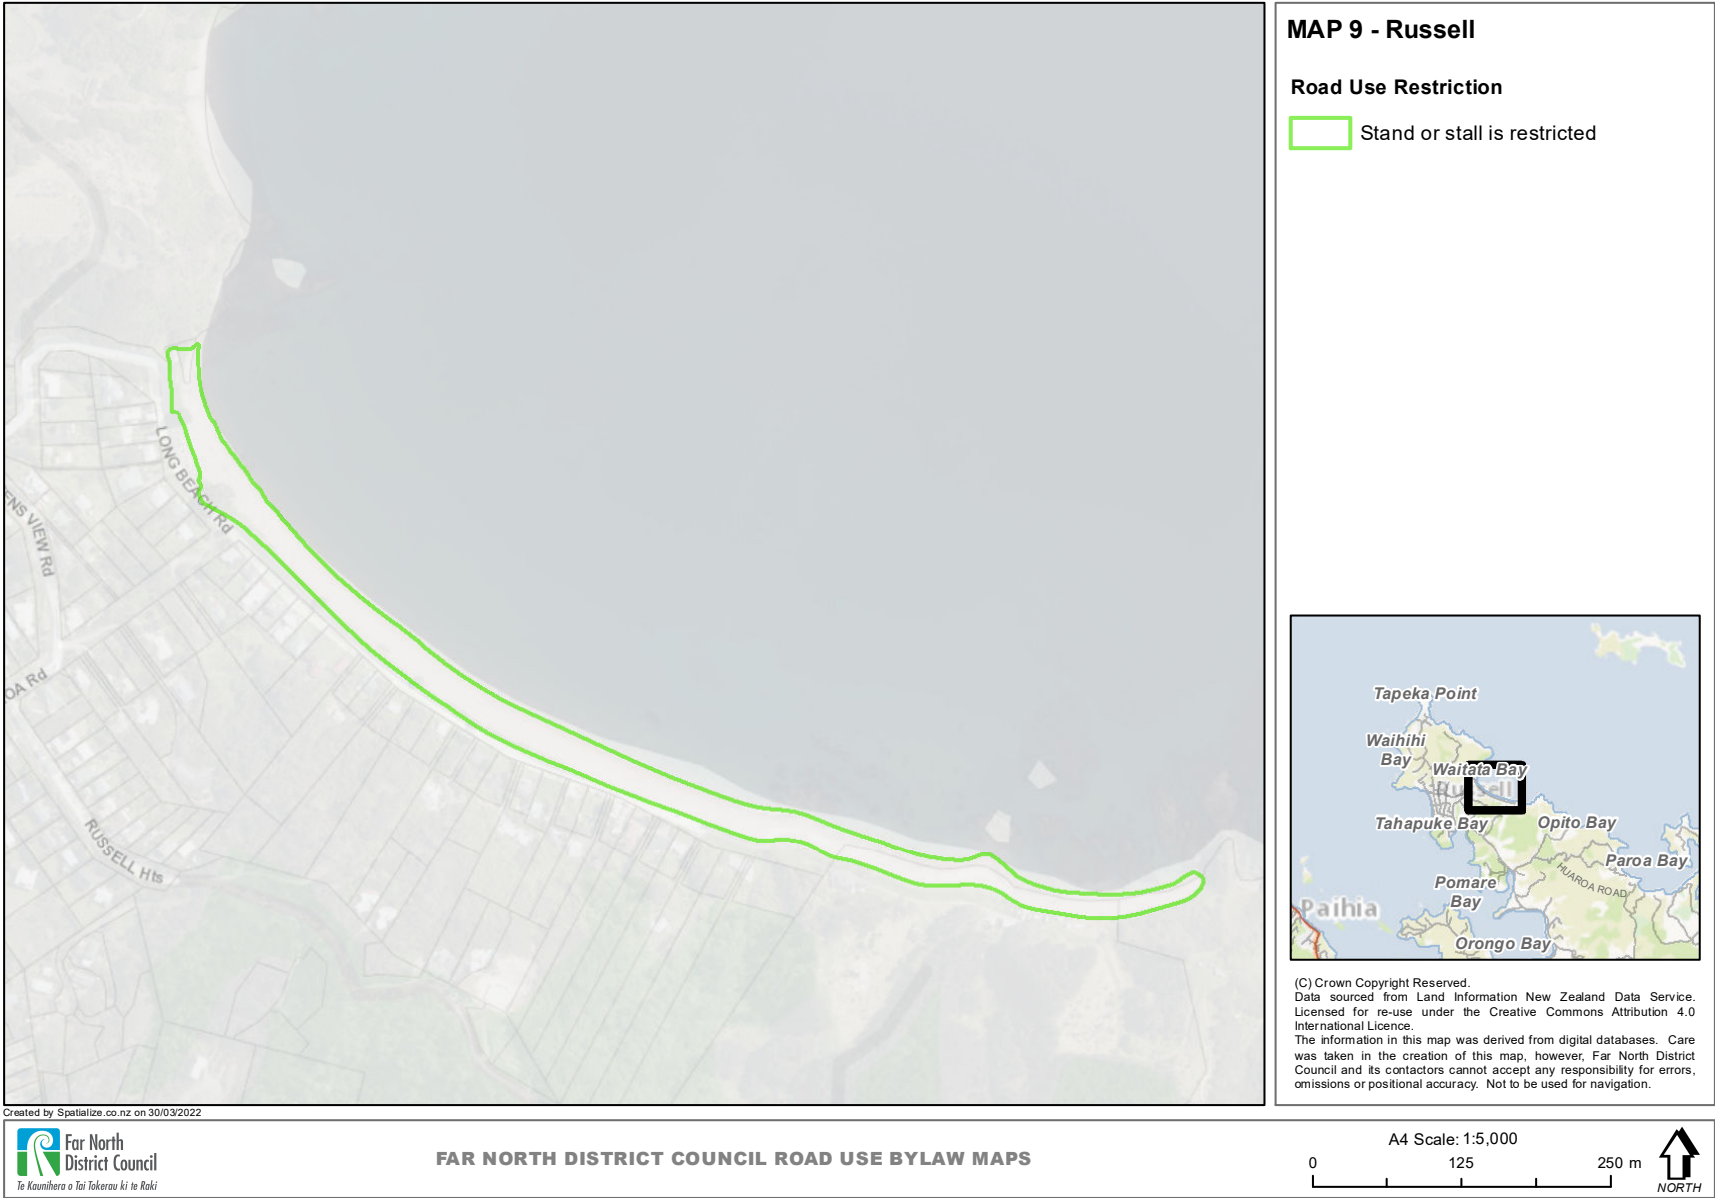 MAP 9 - Russell
Road Use Restriction
Stand or stall is restricted
LONG BEACH Rd
ENS VIEW Rd
OA Rd
RUSSELL Hts
Tapeka Point
Waihihi
Bay
Waitata Bay
Russell
Tahapuke Bay
Opito Bay
Paroa Bay
HUAROA ROAD
Pomare
Bay
Paihia
Orongo Bay
(C) Crown Copyright Reserved.
Data sourced from Land Information New Zealand Data Service.
Licensed for re-use under the Creative Commons Attribution 4.0
International Licence.
The information in this map was derived from digital databases. Care
was taken in the creation of this map, however, Far North District
Council and its contactors cannot accept any responsibility for errors,
omissions or positional accuracy. Not to be used for navigation.
Created by Spatialize.co.nz on 30/03/2022
Far North
District Council
Te Kaunihera o Tai Tokerau ki te Raki
FAR NORTH DISTRICT COUNCIL ROAD USE BYLAW MAPS
A4 Scale: 1:5,000
0 125 250 m
NORTH